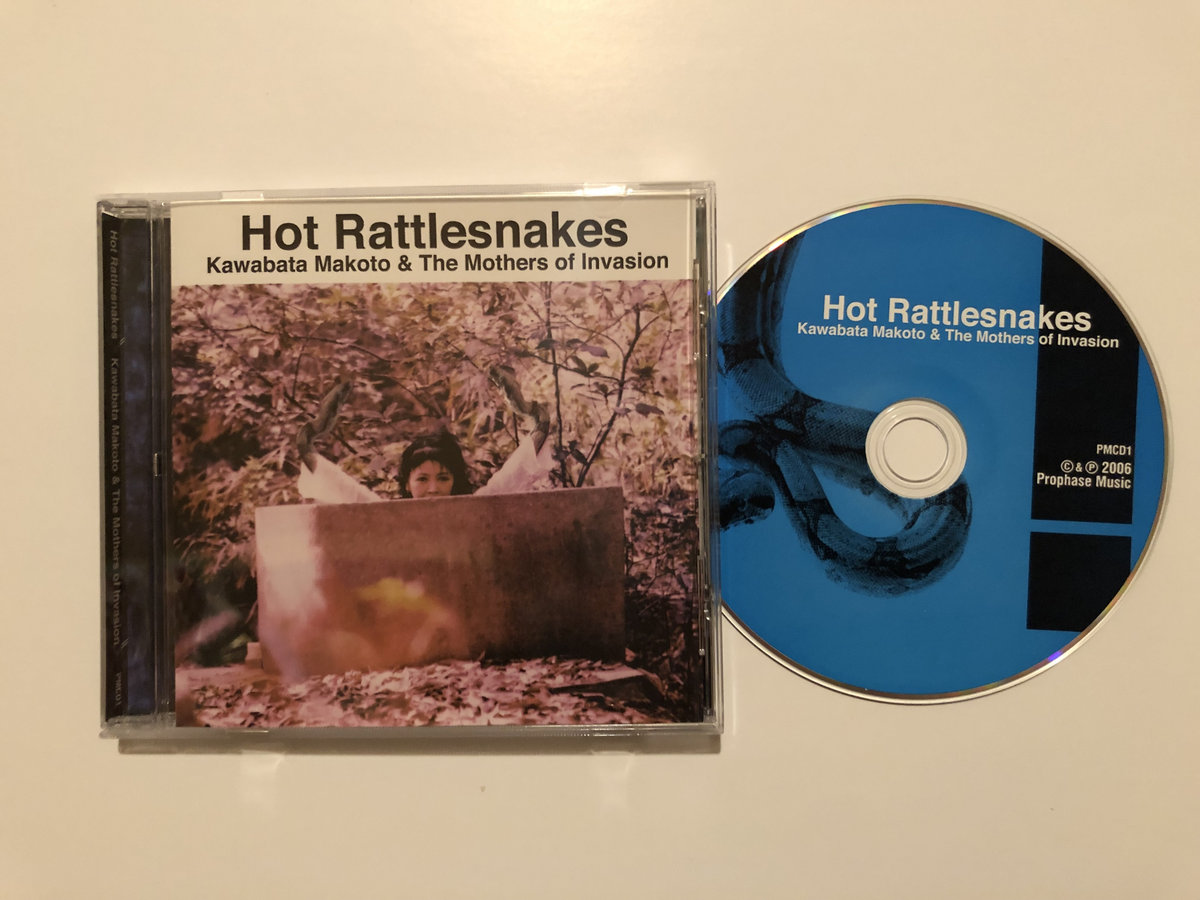 Hot Rattlesnakes
Kawabata Makoto & The Mothers of Invasion
Hot Rattlesnakes Kawabata Makoto & The Mothers of Invasion PMCD1
Hot Rattlesnakes
Kawabata Makoto & The Mothers of Invasion
PMCD1
© & ℗ 2006
Prophase Music